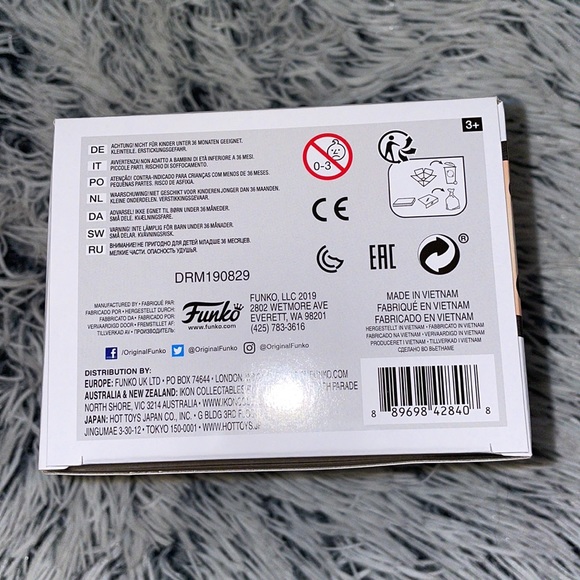 3+
DE ACHTUNG! NICHT FÜR KINDER UNTER 36 MONATEN GEEIGNET.
KLEINTEILE. ERSTICKUNGSGEFAHR.
IT AVVERTENZA! NON ADATTO A BAMBINI DI ETÀ INFERIORE A 36 MESI.
PICCOLE PARTI. RISCHIO DI SOFFOCAMENTO.
PO ATENÇÃO! CONTRA-INDICADO PARA CRIANÇAS COM MENOS DE 36 MESES.
PEQUENAS PARTES. RISCO DE ASFIXIA.
NL WAARSCHUWING! NIET GESCHIKT VOOR KINDEREN JONGER DAN 36 MAANDEN.
KLEINE ONDERDELEN. VERSTIKKINGSGEVAAR.
DA ADVARSEL! IKKE EGNET TIL BØRN UNDER 36 MÅNEDER.
SMÅ DELE. KVÆLNINGSFARE.
SW VARNING! INTE LÄMPLIG FÖR BARN UNDER 36 MÅNADER.
SMÅ DELAR. KVÄVNINGSRISK.
RU ВНИМАНИЕ! НЕ ПРИГОДНО ДЛЯ ДЕТЕЙ МЛАДШЕ 36 МЕСЯЦЕВ.
МЕЛКИЕ ЧАСТИ. ОПАСНОСТЬ УДУШЬЯ.
0-3
CE
EAC
®
DRM190829
MANUFACTURED BY • FABRIQUÉ PAR
FABRICADO POR • HERGESTELLT DURCH:
FABBRICATO DA • FABRICADO POR
VERVAARDIGD DOOR • FREMSTILLET AF:
TILLVERKAD AV • ПРОИЗВОДИТЕЛЬ:
Funko
www.funko.com
FUNKO, LLC 2019
2802 WETMORE AVE
EVERETT, WA 98201
(425) 783-3616
MADE IN VIETNAM
FABRIQUÉ EN VIETNAM
FABRICADO EN VIETNAM
HERGESTELLT IN VIETNAM • FABBRICATO IN VIETNAM
FABRICADO NO VIETNAM • VERVAARDIGD IN VIETNAM
PRODUCERET I VIETNAM • TILLVERKAD I VIETNAM
СДЕЛАНО ВО ВЬЕТНАМЕ
/OriginalFunko @OriginalFunko @OriginalFunko
DISTRIBUTION BY:
EUROPE: FUNKO UK LTD • PO BOX 74644 • LONDON, FUNKO.COM
AUSTRALIA & NEW ZEALAND: IKON COLLECTABLES PARADE
NORTH SHORE, VIC 3214 AUSTRALIA • WWW.IKONCO
JAPAN: HOT TOYS JAPAN CO., INC. • G BLDG 3RD F
JINGUMAE 3-30-12 • TOKYO 150-0001 • WWW.HOTTOYS.
8 89698 42840 8